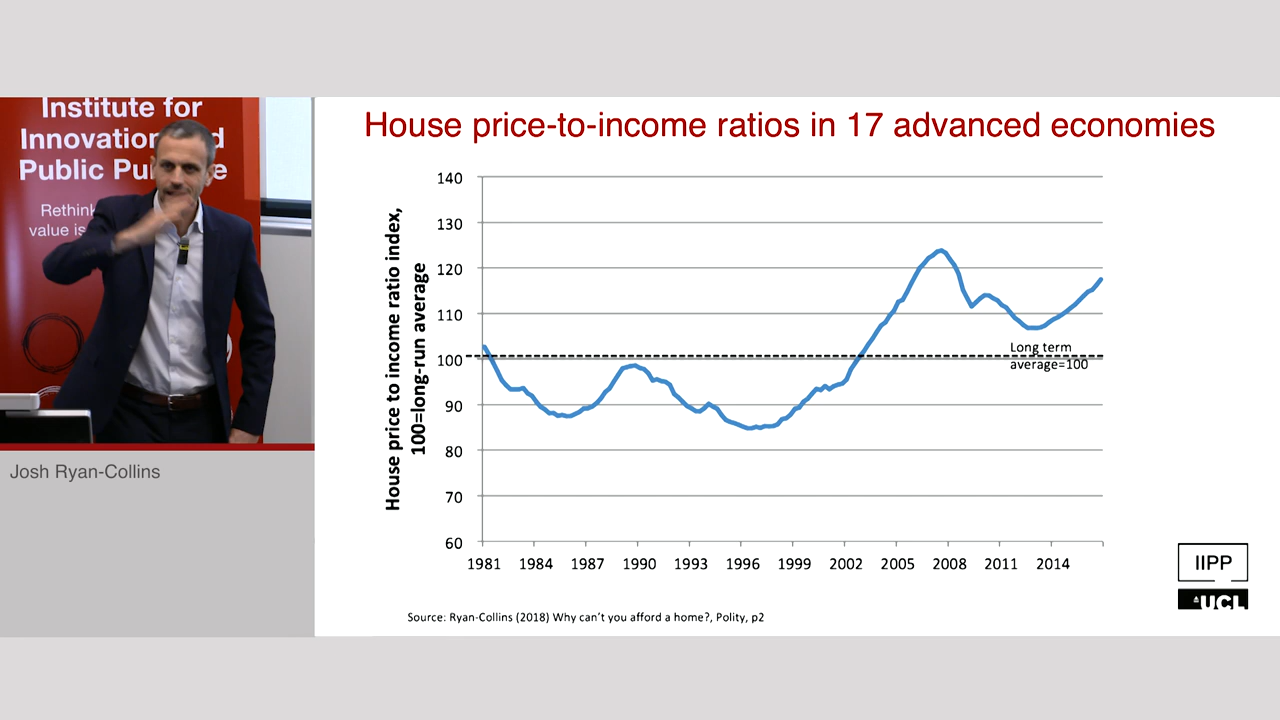 Institute for
Innovation
Public
value is
Josh Ryan-Collins
House price-to-income ratios in 17 advanced economies
House price to income ratio index,
100=long-run average
140
130
120
110
100
90
80
70
60
Long term
average=100
1981 1984 1987 1990 1993 1996 1999 2002 2005 2008 2011 2014
Source: Ryan-Collins (2018) Why can't you afford a home?, Polity, p2
IIPP
UCL